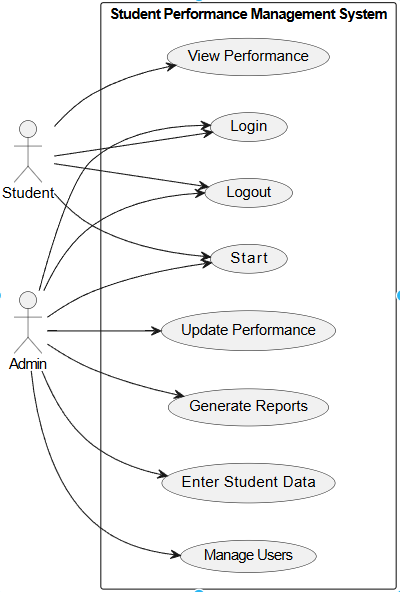 Student Performance Management System
View Performance
Login
Student
Logout
Start
Update Performance
Admin
Generate Reports
Enter Student Data
Manage Users